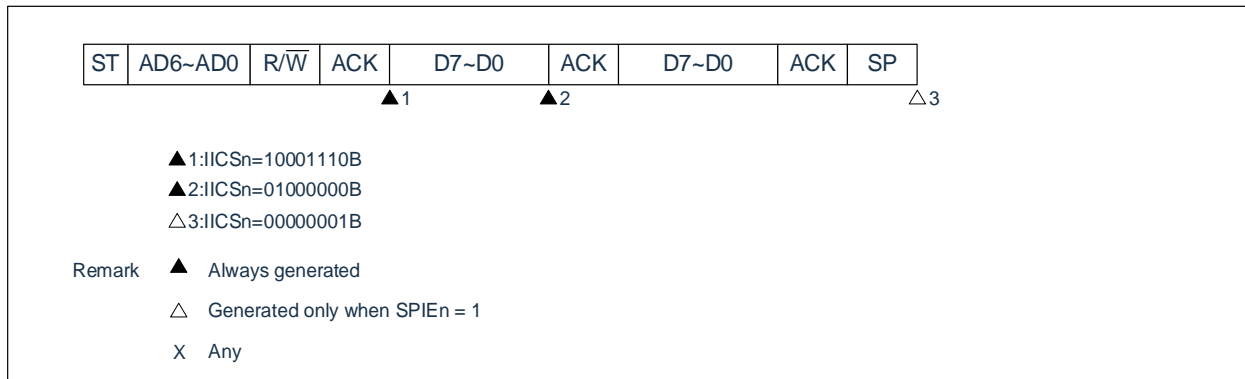 ST AD6~AD0 R/W̅ ACK D7~D0 ACK D7~D0 ACK SP
▲1 ▲2 △3
▲1:IICSn=10001110B
▲2:IICSn=01000000B
△3:IICSn=00000001B
Remark ▲ Always generated
△ Generated only when SPIEn = 1
X Any